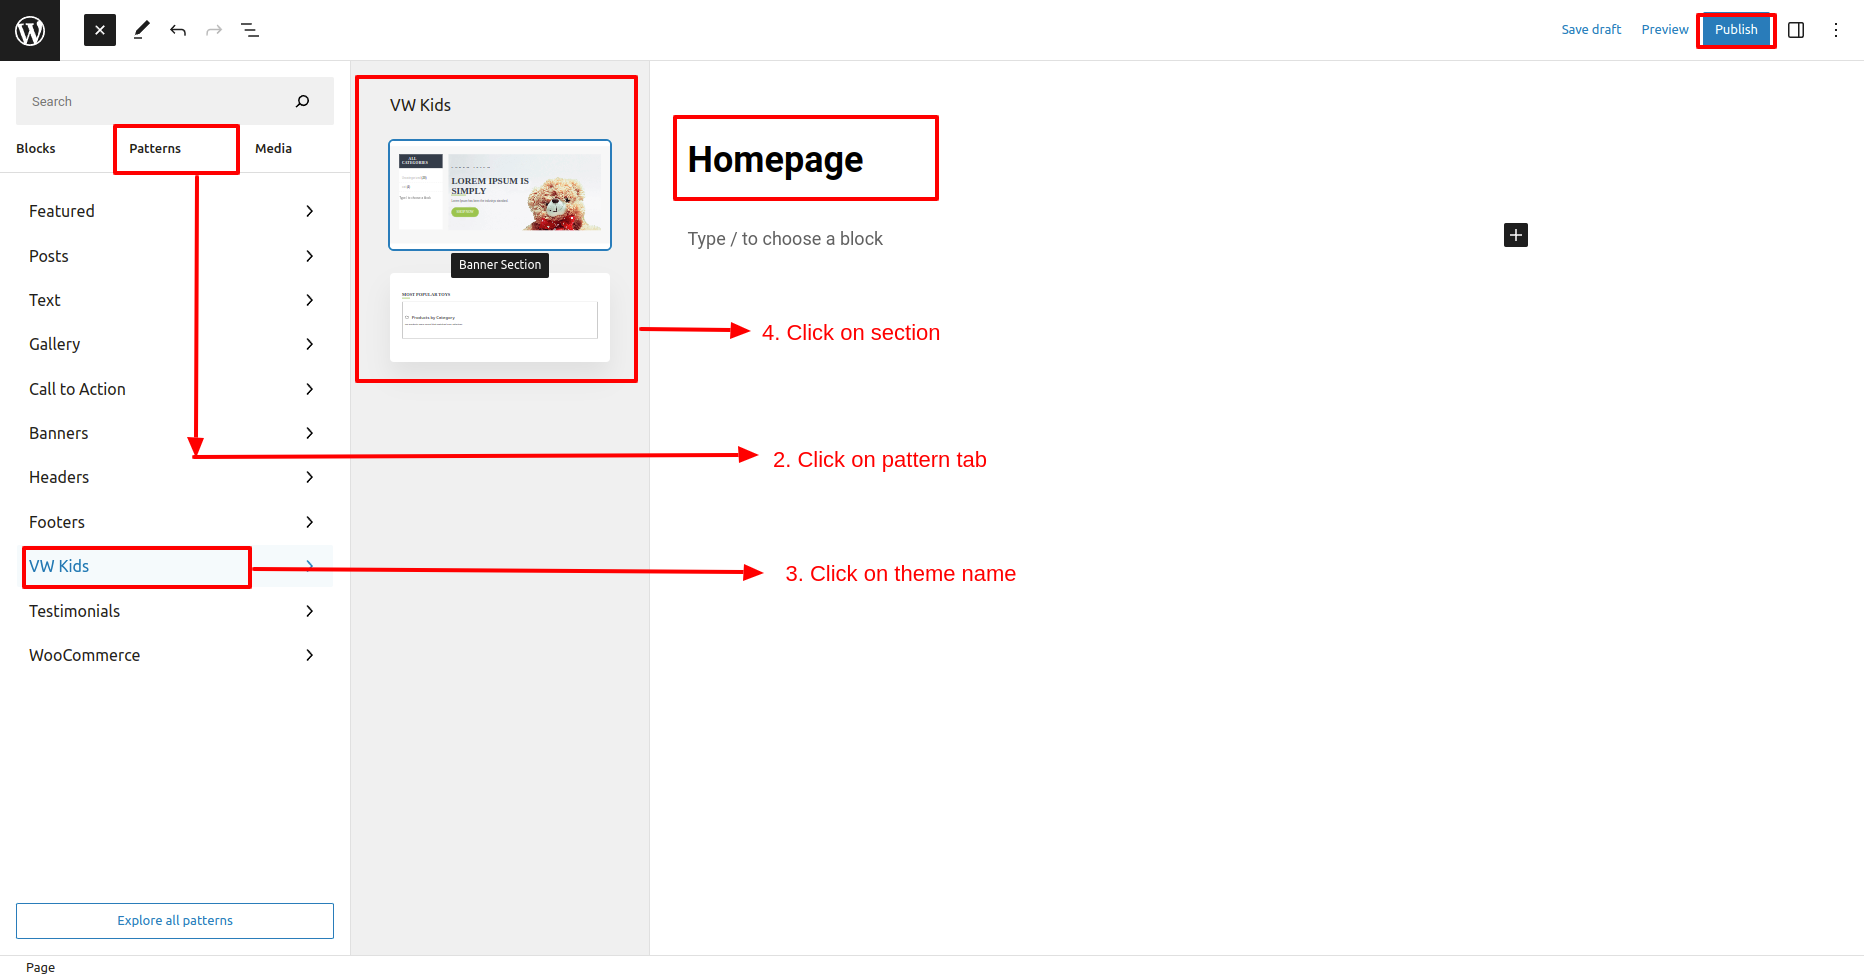 Save draft
Preview
Publish
Search
Blocks
Patterns
Media
Featured
Posts
Text
Gallery
Call to Action
Banners
Headers
Footers
VW Kids
Testimonials
WooCommerce
Explore all patterns
Page
VW Kids
ALL
CATEGORIES
LOREM IPSUM IS
SIMPLY
Banner Section
MOST POPULAR TOYS
Products by Category
Homepage
Type / to choose a block
4. Click on section
2. Click on pattern tab
3. Click on theme name